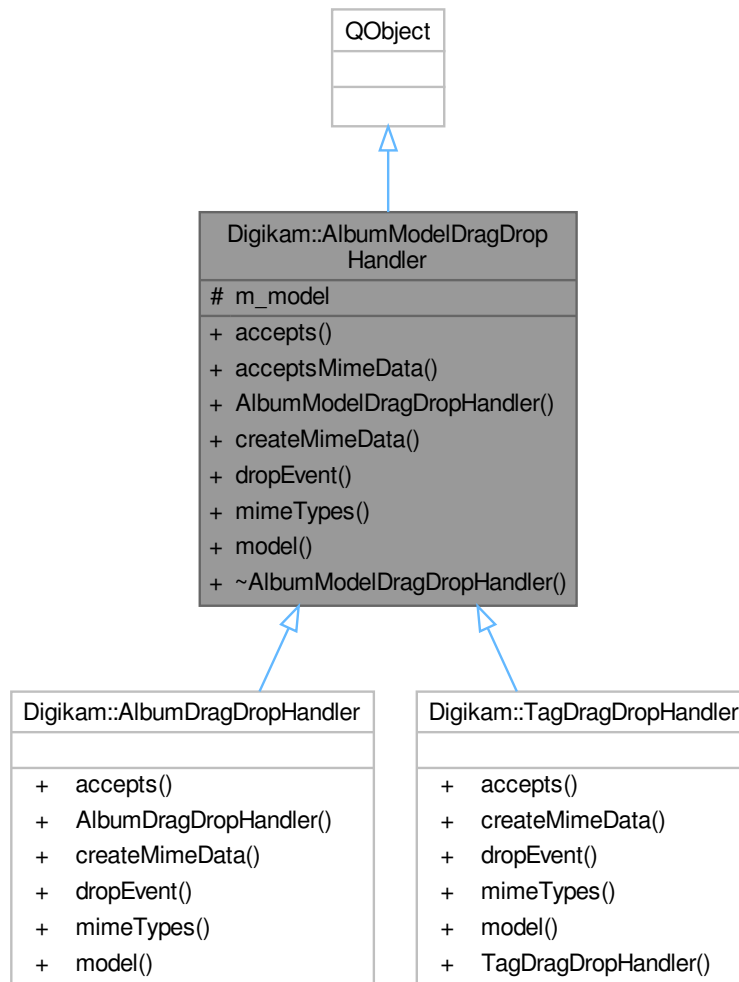 QObject
Digikam::AlbumModelDragDrop
Handler
# m_model
+ accepts()
+ acceptsMimeData()
+ AlbumModelDragDropHandler()
+ createMimeData()
+ dropEvent()
+ mimeTypes()
+ model()
+ ~AlbumModelDragDropHandler()
Digikam::AlbumDragDropHandler
+ accepts()
+ AlbumDragDropHandler()
+ createMimeData()
+ dropEvent()
+ mimeTypes()
+ model()
Digikam::TagDragDropHandler
+ accepts()
+ createMimeData()
+ dropEvent()
+ mimeTypes()
+ model()
+ TagDragDropHandler()